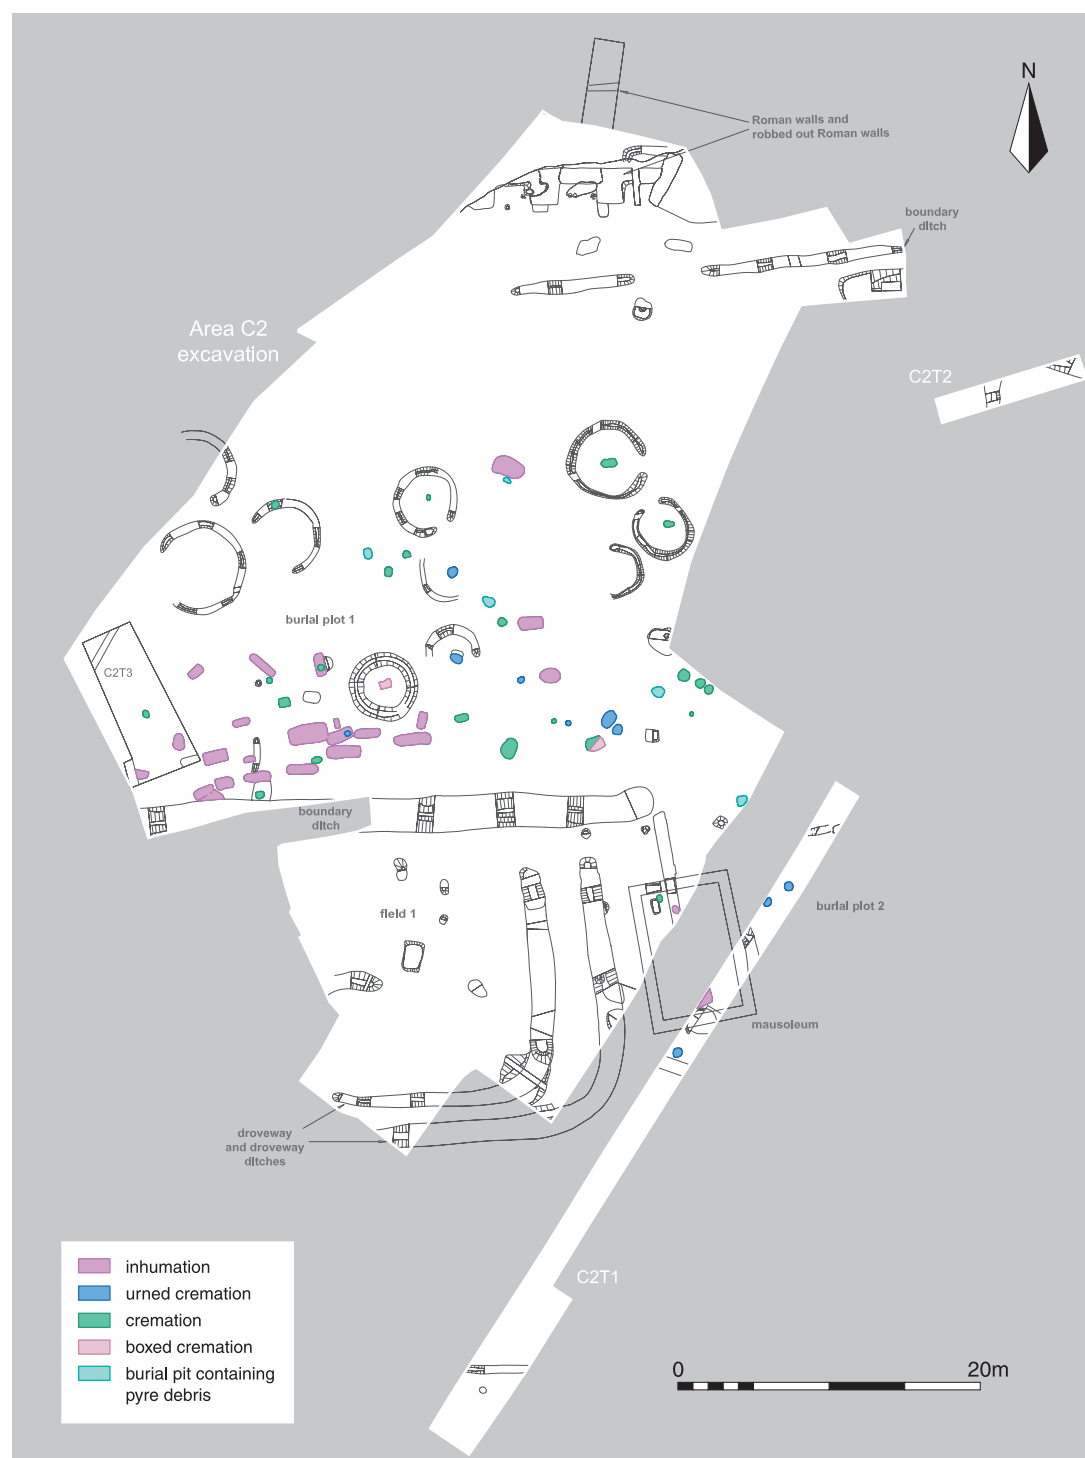 N
Roman walls and
robbed out Roman walls
boundary
ditch
Area C2
excavation
C2T2
burial plot 1
C2T3
boundary
ditch
field 1
burial plot 2
mausoleum
droveway
and droveway
ditches
C2T1
inhumation
urned cremation
cremation
boxed cremation
burial pit containing
pyre debris
0 20m